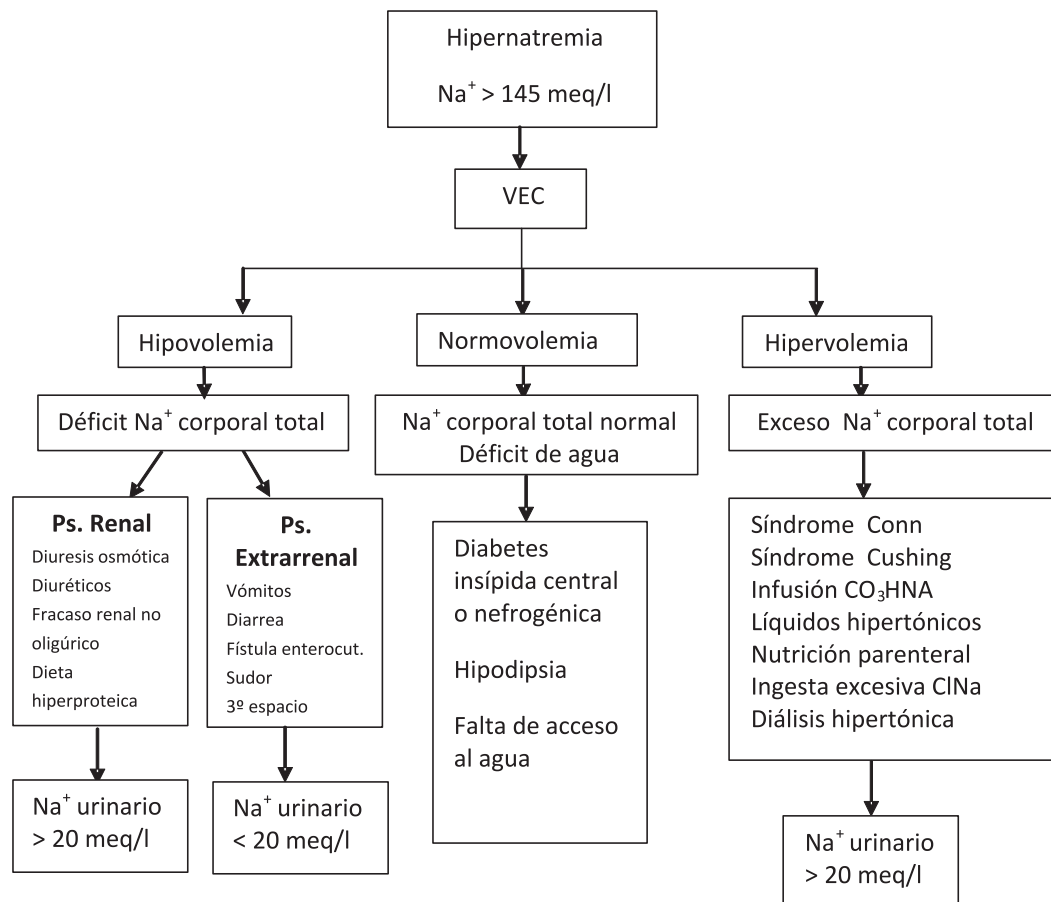 Hipernatremia
Na⁺ > 145 meq/l
VEC
Hipovolemia
Normovolemia
Hipervolemia
Déficit Na⁺ corporal total
Na⁺ corporal total normal
Déficit de agua
Exceso Na⁺ corporal total
Ps. Renal
Diuresis osmótica
Diuréticos
Fracaso renal no
oligúrico
Dieta
hiperproteica
Ps.
Extrarrenal
Vómitos
Diarrea
Fístula enterocut.
Sudor
3º espacio
Diabetes
insípida central
o nefrogénica
Hipodipsia
Falta de acceso
al agua
Síndrome Conn
Síndrome Cushing
Infusión CO₃HNA
Líquidos hipertónicos
Nutrición parenteral
Ingesta excesiva ClNa
Diálisis hipertónica
Na⁺ urinario
> 20 meq/l
Na⁺ urinario
< 20 meq/l
Na⁺ urinario
> 20 meq/l